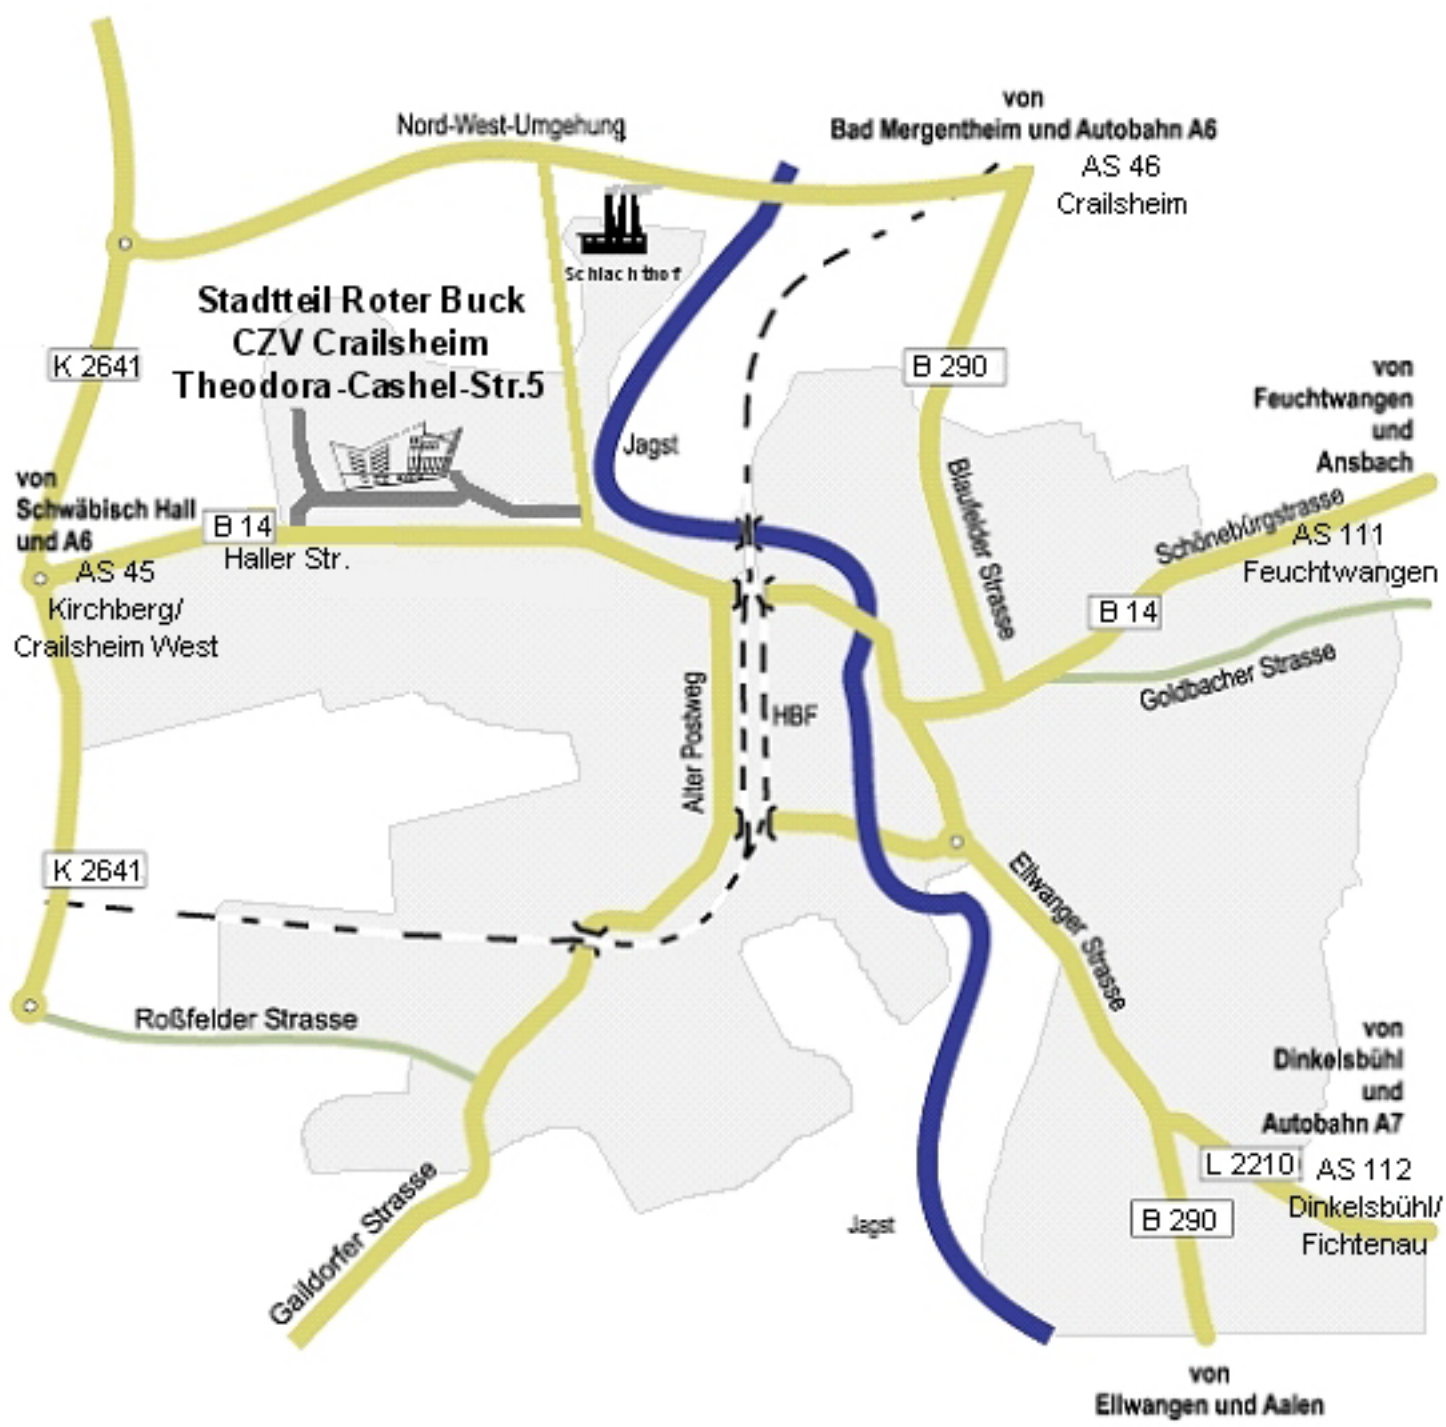 Nord-West-Umgehung
von
Bad Mergentheim und Autobahn A6
AS 46
Crailsheim
Schlachthof
Stadtteil Roter Buck
CZV Crailsheim
Theodora-Cashel-Str.5
K 2641
B 290
von
Feuchtwangen
und
Ansbach
Jagst
von
Schwäbisch Hall
und A6
B 14
Haller Str.
AS 45
Kirchberg/
Crailsheim West
Blaufelder Strasse
Schönebürgstrasse
AS 111
Feuchtwangen
B 14
Goldbacher Strasse
Alter Postweg
HBF
K 2641
Ellwanger Strasse
Roßfelder Strasse
von
Dinkelsbühl
und
Autobahn A7
L 2210
AS 112
Dinkelsbühl/
Fichtenau
B 290
Jagst
Gaildorfer Strasse
von
Ellwangen und Aalen